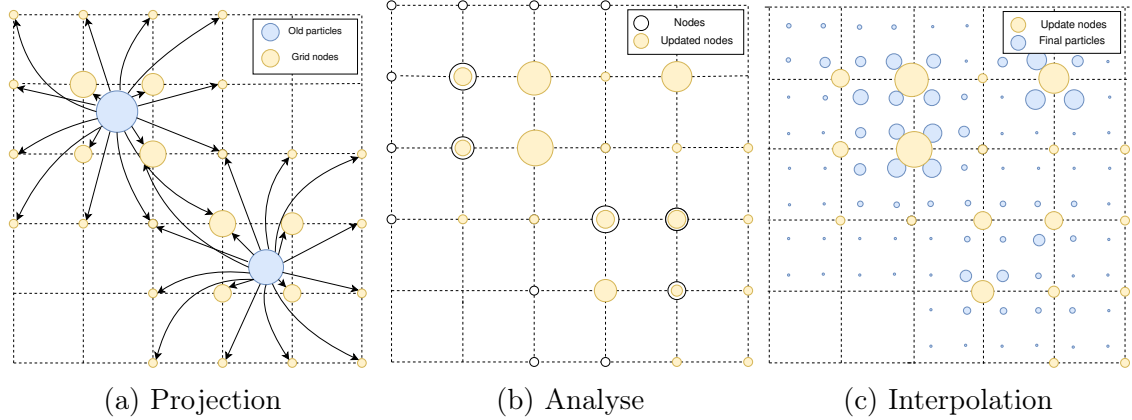 Old particles
Grid nodes
Nodes
Updated nodes
Update nodes
Final particles
(a) Projection
(b) Analyse
(c) Interpolation